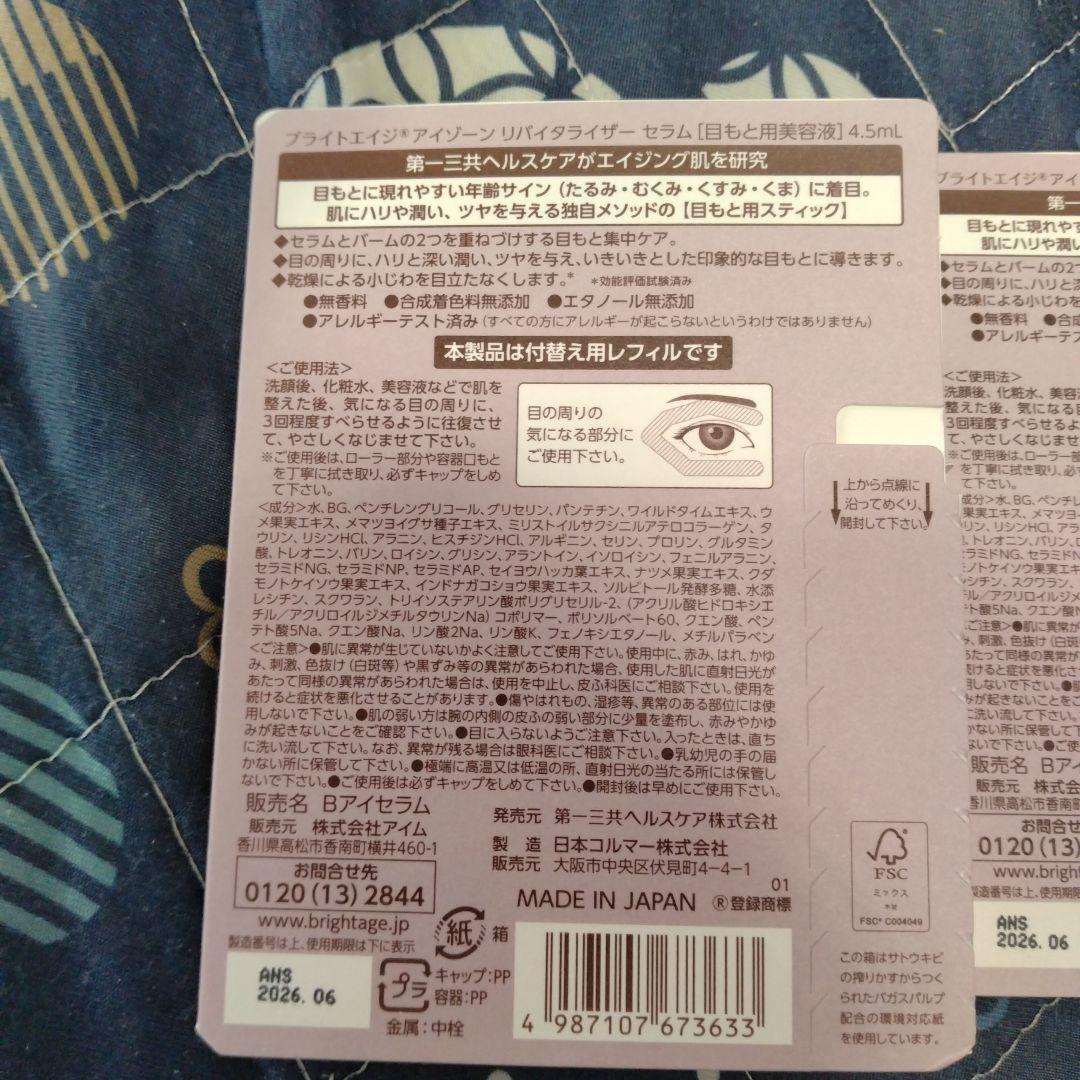 ブライトエイジ®アイゾーン リバイタライザー セラム [目もと用美容液] 4.5mL
第一三共ヘルスケアがエイジング肌を研究
目もとに現れやすい年齢サイン(たるみ・むくみ・くすみ・くま)に着目。
肌にハリや潤い、ツヤを与える独自メソッドの【目もと用スティック】
◆セラムとバームの2つを重ねづけする目もと集中ケア。
◆目の周りに、ハリと深い潤い、ツヤを与え、いきいきとした印象的な目もとに導きます。
◆乾燥による小じわを目立たなくします。* *効能評価試験済み
●無香料 ●合成着色料無添加 ●エタノール無添加
●アレルギーテスト済み(すべての方にアレルギーが起こらないというわけではありません)
本製品は付替え用レフィルです
<ご使用法>
洗顔後、化粧水、美容液などで肌を
整えた後、気になる目の周りに、
3回程度すべらせるように往復させ
て、やさしくなじませて下さい。
※ご使用後は、ローラー部分や容器口もと
を丁寧に拭き取り、必ずキャップをしめ
て下さい。
目の周りの
気になる部分に
ご使用下さい。
上から点線に
沿ってめくり、
開封して下さい。
<成分>水、BG、ペンチレングリコール、グリセリン、パンテチン、ワイルドタイムエキス、ウ
メ果実エキス、メマツヨイグサ種子エキス、ミリストイルサクシニルアテロコラーゲン、タ
ウリン、リシンHCl、アラニン、ヒスチジンHCl、アルギニン、セリン、プロリン、グルタミン
酸、トレオニン、バリン、ロイシン、グリシン、アラントイン、イソロイシン、フェニルアラニン、
セラミドNG、セラミドNP、セラミドAP、セイヨウハッカ葉エキス、ナツメ果実エキス、クダ
モノトケイソウ果実エキス、インドナガコショウ果実エキス、ソルビトール発酵多糖、水添
レシチン、スクワラン、トリイソステアリン酸ポリグリセリル-2、(アクリル酸ヒドロキシエ
チル/アクリロイルジメチルタウリンNa)コポリマー、ポリソルベート60、クエン酸、ペン
テト酸5Na、クエン酸Na、リン酸2Na、リン酸K、フェノキシエタノール、メチルパラベン
<ご注意>●肌に異常が生じていないかよく注意してご使用下さい。使用中に、赤み、はれ、かゆ
み、刺激、色抜け(白斑等)や黒ずみ等の異常があらわれた場合、使用した肌に直射日光が
あたって同様の異常があらわれた場合は、使用を中止し、皮ふ科医にご相談下さい。使用を
続けると症状を悪化させることがあります。●傷やはれもの、湿疹等、異常のある部位には使
用しないで下さい。●肌の弱い方は腕の内側の皮ふの弱い部分に少量を塗布し、赤みやかゆ
みが起きないことをご確認下さい。●目に入らないようご注意下さい。入ったときは、直ち
に洗い流して下さい。なお、異常が残る場合は眼科医にご相談下さい。●乳幼児の手の届
かない所に保管して下さい。●極端に高温又は低温の所、直射日光の当たる所には保管し
ないで下さい。●ご使用後は必ずキャップをしめて下さい。●開封後は早めにご使用下さい。
販売名 Bアイセラム
販売元 株式会社アイム
香川県高松市香南町横井460-1
お問合せ先
0120(13)2844
www.brightage.jp
製造番号は上、使用期限は下に表示
ANS
2026.06
発売元 第一三共ヘルスケア株式会社
製造 日本コルマー株式会社
販売元 大阪市中央区伏見町4-4-1
01
MADE IN JAPAN ®登録商標
紙 箱
プラ キャップ:PP
容器:PP
金属:中栓
4 987107 673633
FSC
ミックス
木材
FSC® C004049
この箱はサトウキビ
の搾りかすからつく
られたバガスパルプ
配合の環境対応紙
を使用しています。
ブライトエイジ®アイ
第一
目もとに現れやす
肌にハリや潤い
◆セラムとバームの2つ
◆目の周りに、ハリと深
◆乾燥による小じわを
●無香料 ●合成
●アレルギーテス
<ご使用法>
洗顔後、化粧水、美容
整えた後、気になる目
3回程度すべらせるよ
て、やさしくなじませて
お問合せ
0120(13)
www.bright
製造番号は上、使用期限
ANS
2026.06